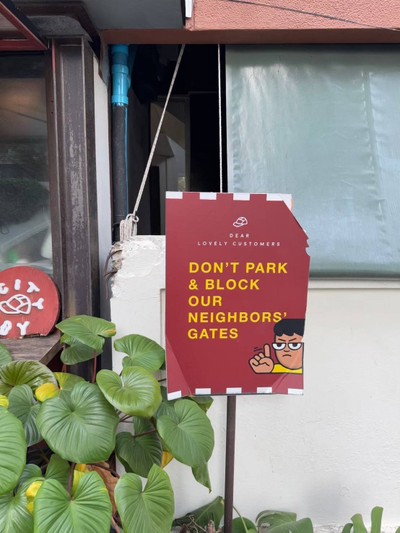 DEAR
LOVELY CUSTOMERS
DON'T PARK
& BLOCK
OUR
NEIGHBORS'
GATES